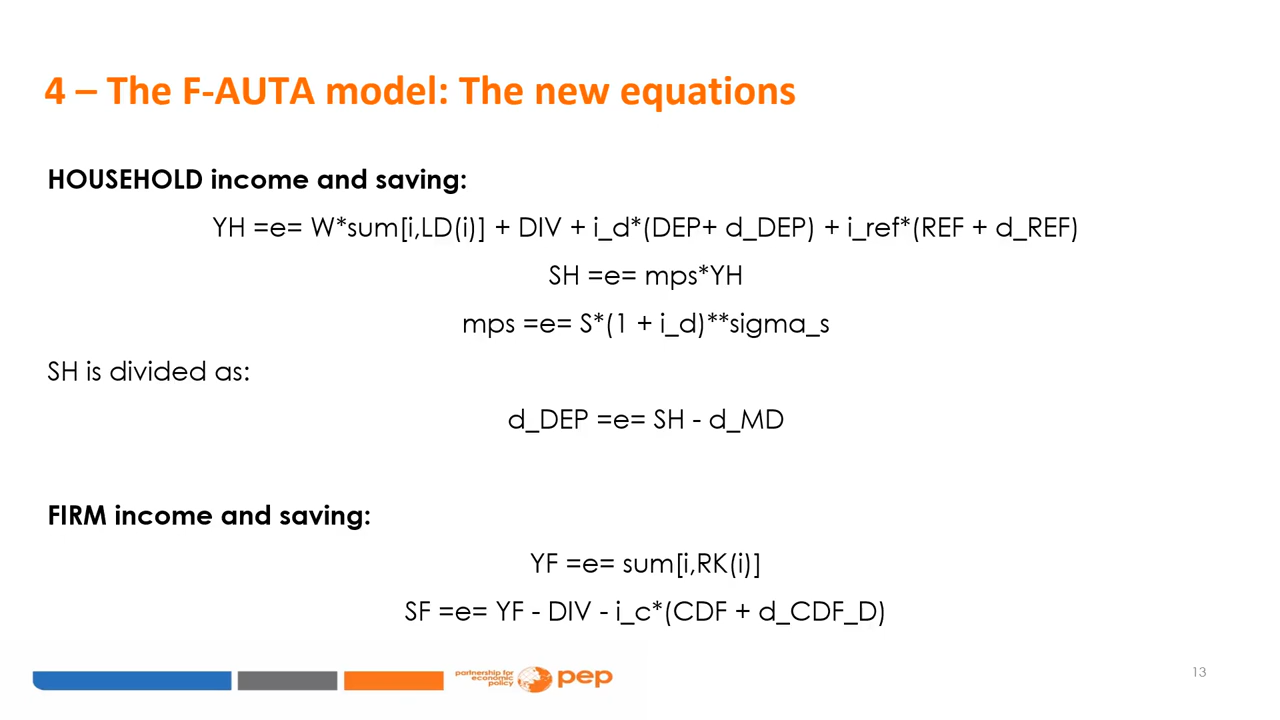 4 – The F-AUTA model: The new equations
HOUSEHOLD income and saving:
YH =e= W*sum[i,LD(i)] + DIV + i_d*(DEP+ d_DEP) + i_ref*(REF + d_REF)
SH =e= mps*YH
mps =e= S*(1 + i_d)**sigma_s
SH is divided as:
d_DEP =e= SH - d_MD
FIRM income and saving:
YF =e= sum[i,RK(i)]
SF =e= YF - DIV - i_c*(CDF + d_CDF_D)
partnership for
economic
policy
pep
13